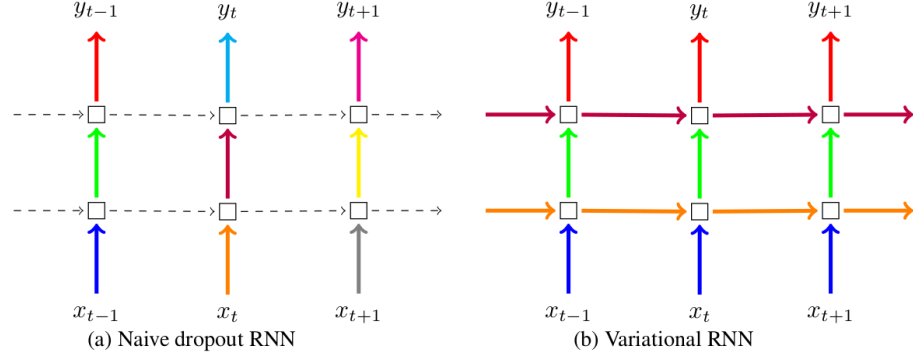 y_{t−1} y_t y_{t+1} y_{t−1} y_t y_{t+1}
x_{t−1} x_t x_{t+1} x_{t−1} x_t x_{t+1}
(a) Naive dropout RNN (b) Variational RNN